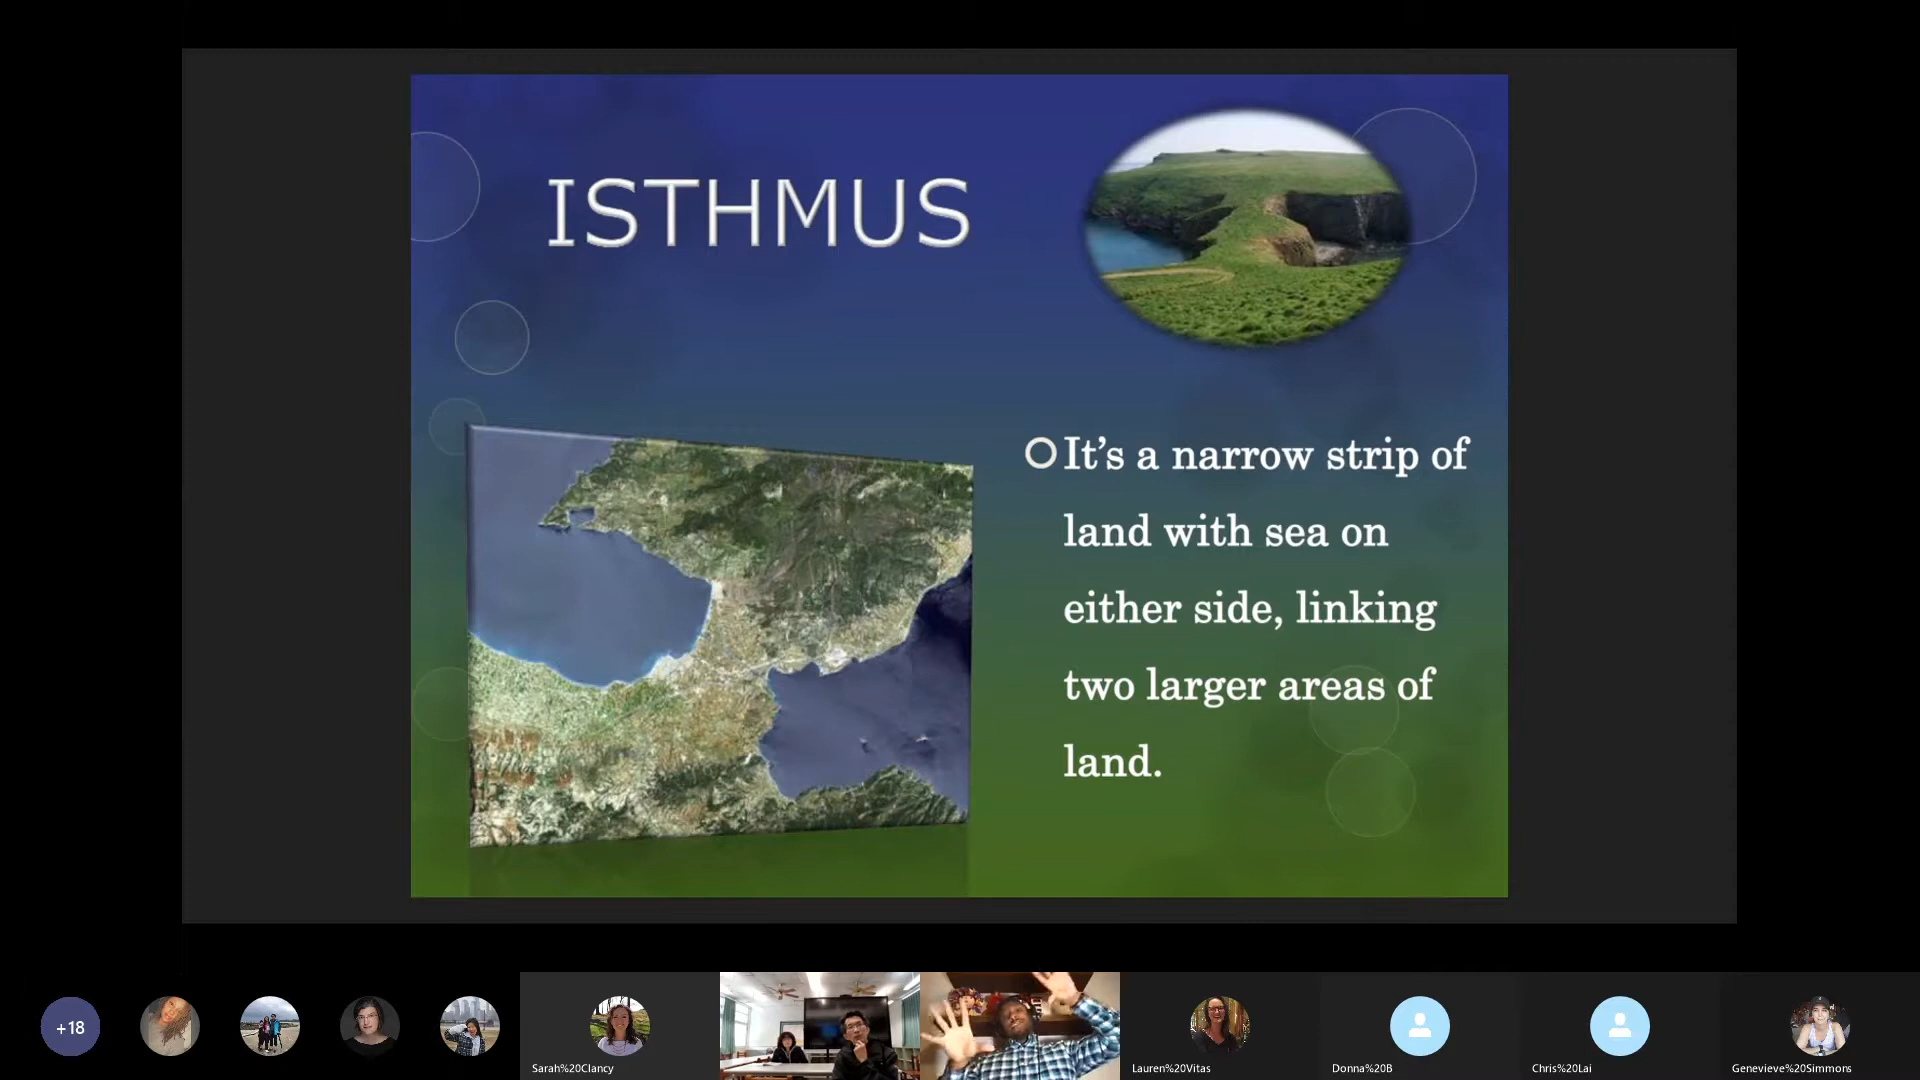 ISTHMUS
It’s a narrow strip of
land with sea on
either side, linking
two larger areas of
land.
+18
Sarah%20Clancy
Lauren%20Vitas
Donna%20B
Chris%20Lai
Genevieve%20Simmons